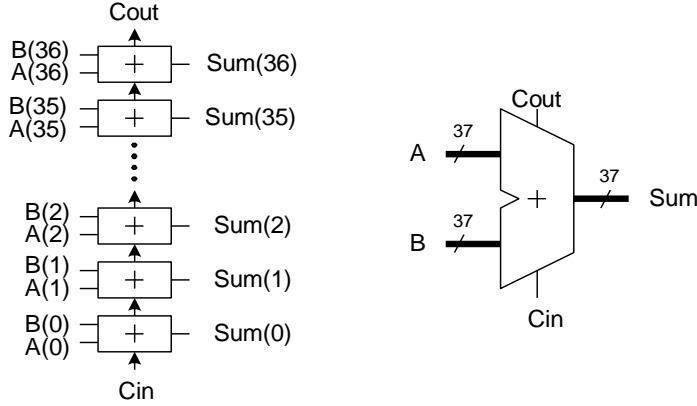 Cout
B(36)
A(36)
+
Sum(36)
B(35)
A(35)
+
Sum(35)
B(2)
A(2)
+
Sum(2)
B(1)
A(1)
+
Sum(1)
B(0)
A(0)
+
Sum(0)
Cin
Cout
A
37
B
37
+
37
Sum
Cin